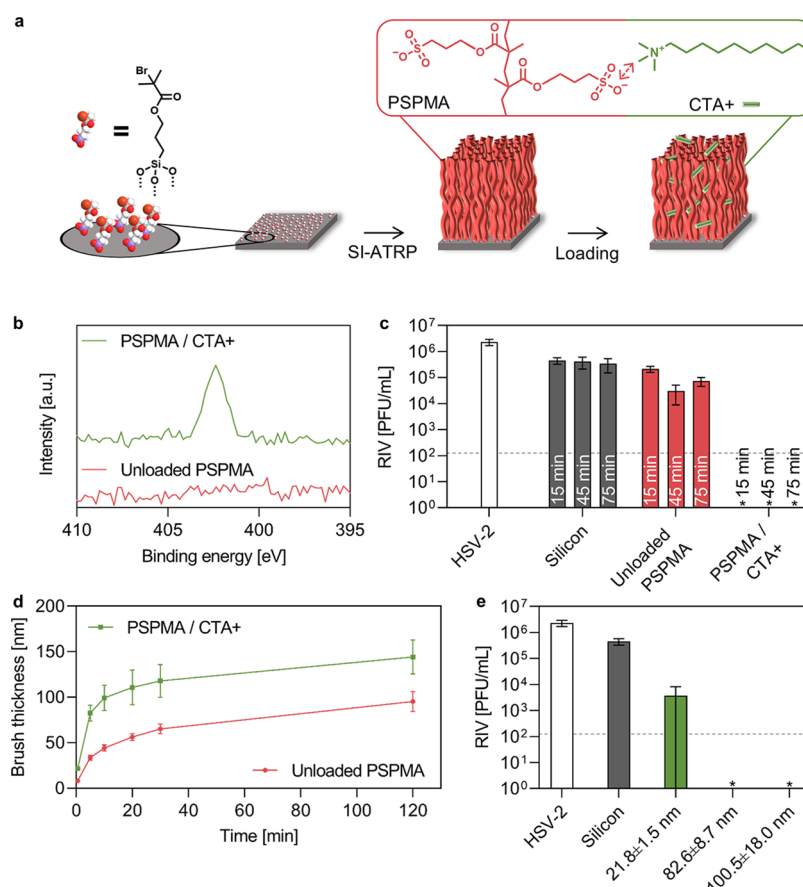 a
Br
O
O
Si
O
O
O
=
PSPMA
O
S
O
−O
O
O
O
O
O
S
O
O−
N+
CTA+
SI-ATRP
Loading
b
PSPMA / CTA+
Unloaded PSPMA
Intensity [a.u.]
410
405
400
395
Binding energy [eV]
c
RIV [PFU/mL]
10⁷
10⁶
10⁵
10⁴
10³
10²
10¹
10⁰
15 min
45 min
75 min
15 min
45 min
75 min
* 15 min
* 45 min
* 75 min
HSV-2
Silicon
Unloaded
PSPMA
PSPMA /
CTA+
d
Brush thickness [nm]
200
150
100
50
0
PSPMA / CTA+
Unloaded PSPMA
0
20
40
60
80
100
120
Time [min]
e
RIV [PFU/mL]
10⁷
10⁶
10⁵
10⁴
10³
10²
10¹
10⁰
*
*
HSV-2
Silicon
21.8±1.5 nm
82.6±8.7 nm
100.5±18.0 nm